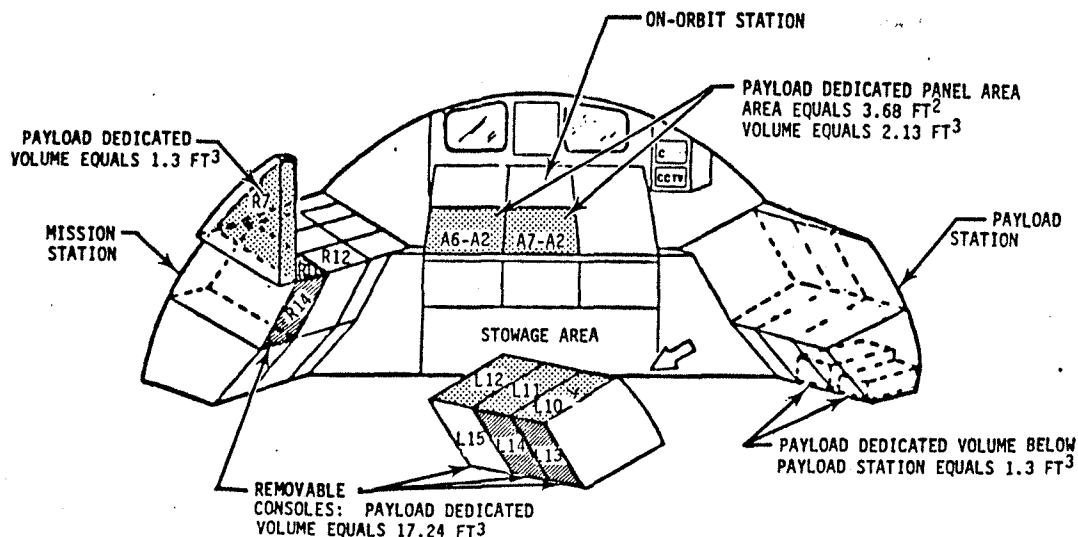 ON-ORBIT STATION
PAYLOAD DEDICATED PANEL AREA
AREA EQUALS 3.68 FT2
VOLUME EQUALS 2.13 FT3
PAYLOAD DEDICATED
VOLUME EQUALS 1.3 FT3
C
CCTV
R7
MISSION
STATION
PAYLOAD
STATION
A6-A2
A7-A2
R11
R12
R14
STOWAGE AREA
L12
L11
L10
L15
L14
L13
PAYLOAD DEDICATED VOLUME BELOW
PAYLOAD STATION EQUALS 1.3 FT3
REMOVABLE
CONSOLES: PAYLOAD DEDICATED
VOLUME EQUALS 17.24 FT3